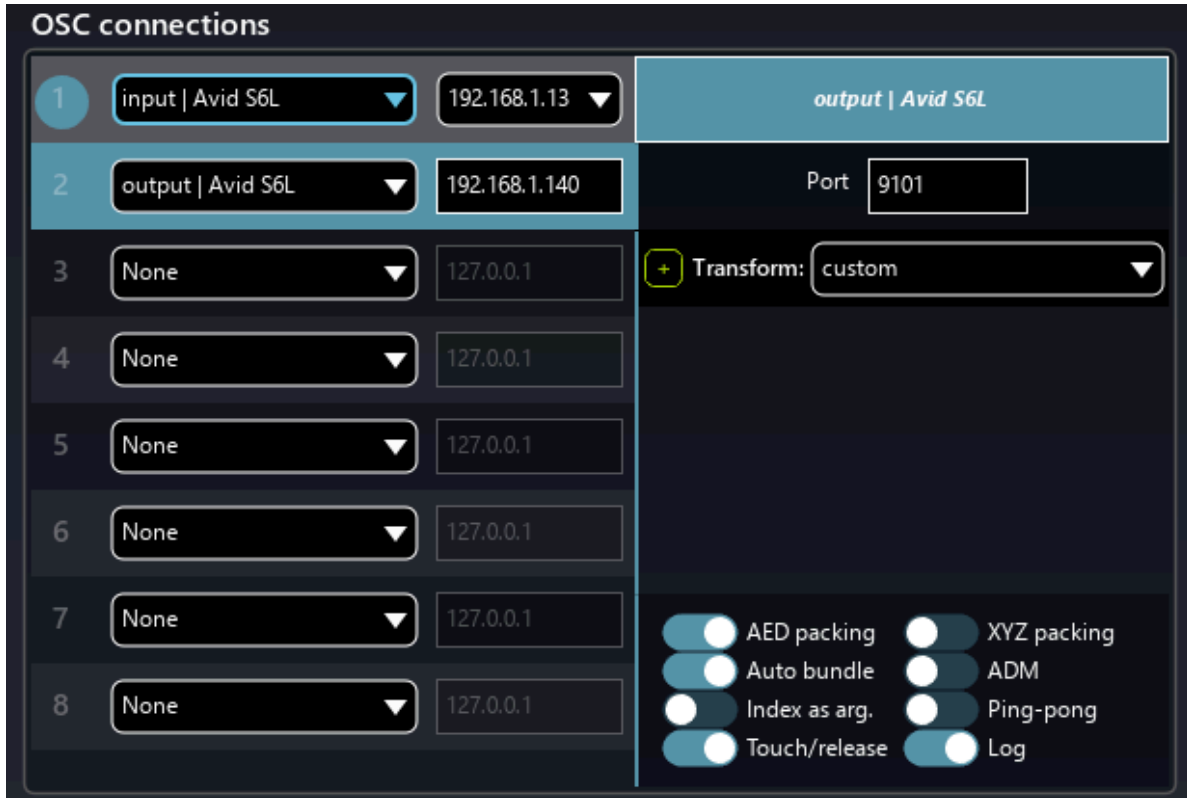 OSC connections
1 input | Avid S6L 192.168.1.13 output | Avid S6L
2 output | Avid S6L 192.168.1.140 Port 9101
3 None 127.0.0.1 + Transform: custom
4 None 127.0.0.1
5 None 127.0.0.1
6 None 127.0.0.1
7 None 127.0.0.1
AED packing XYZ packing
Auto bundle ADM
8 None 127.0.0.1
Index as arg. Ping-pong
Touch/release Log